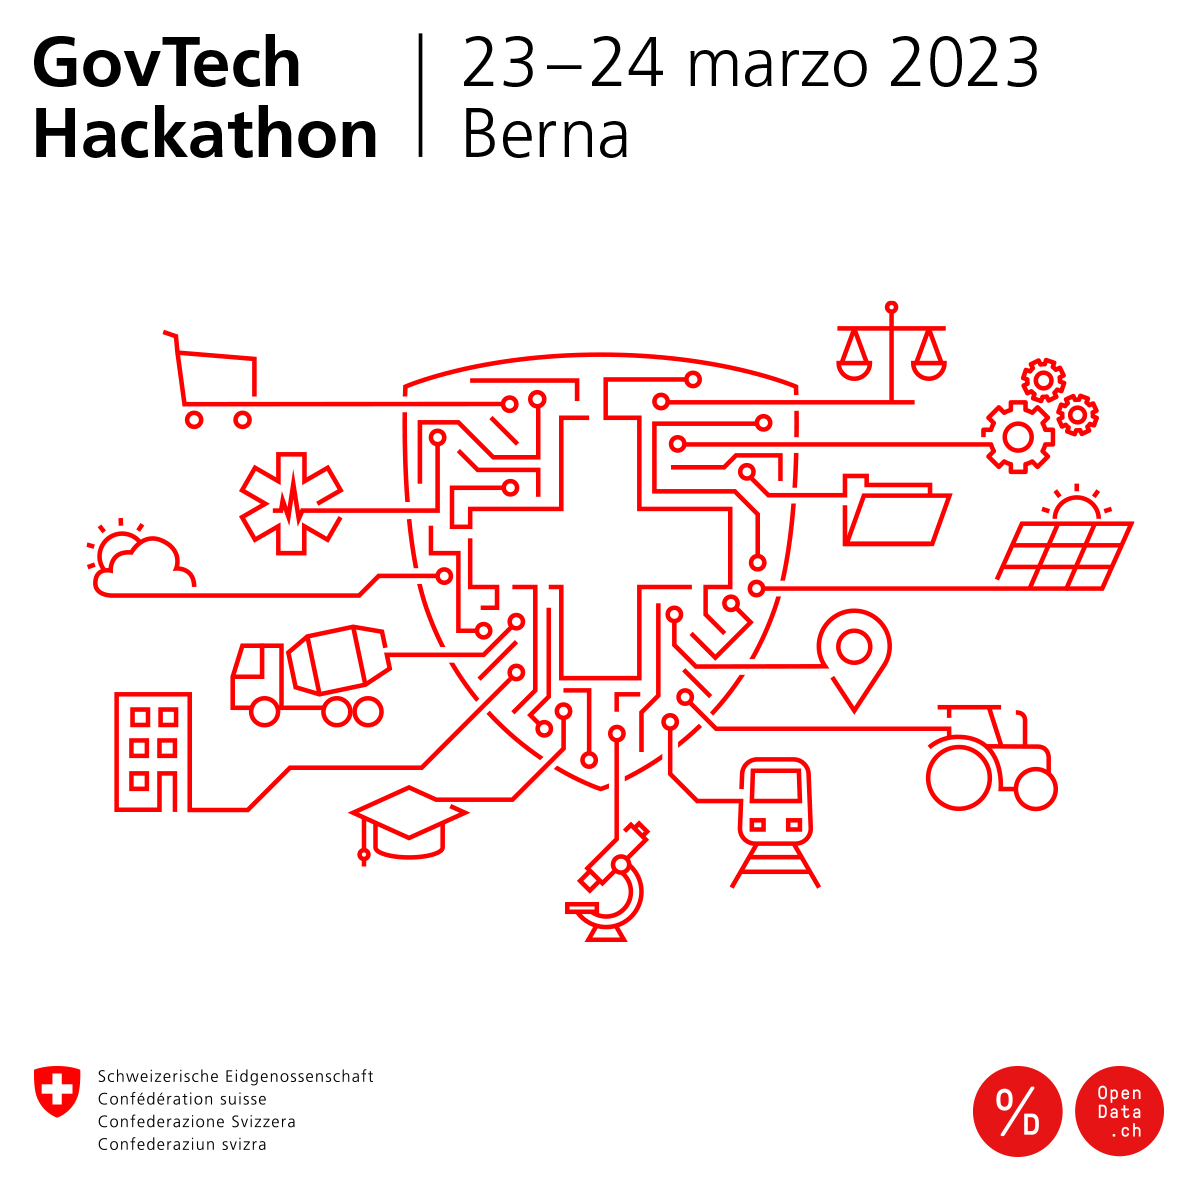 GovTech
Hackathon
23–24 marzo 2023
Berna
Schweizerische Eidgenossenschaft
Confédération suisse
Confederazione Svizzera
Confederaziun svizra
O/D
Open
Data
.ch